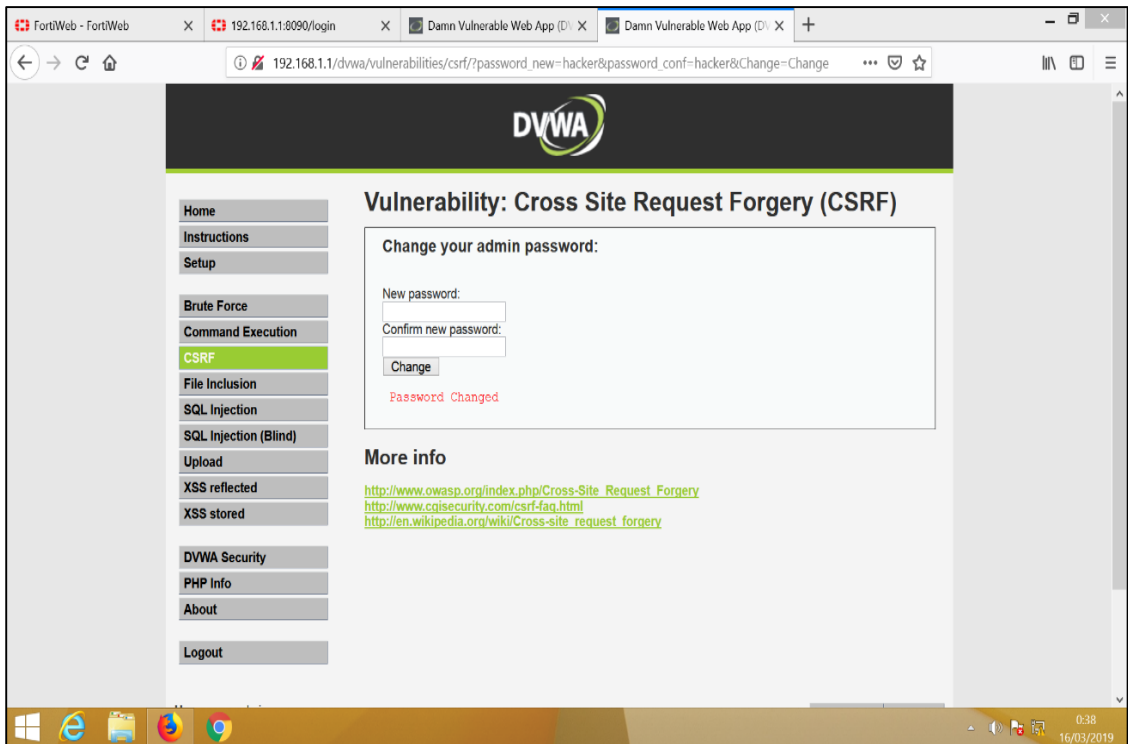 FortiWeb - FortiWeb
192.168.1.1:8090/login
Damn Vulnerable Web App (DV
Damn Vulnerable Web App (DV
192.168.1.1/dvwa/vulnerabilities/csrf/?password_new=hacker&password_conf=hacker&Change=Change
DVWA
Home
Instructions
Setup
Brute Force
Command Execution
CSRF
File Inclusion
SQL Injection
SQL Injection (Blind)
Upload
XSS reflected
XSS stored
DVWA Security
PHP Info
About
Logout
Vulnerability: Cross Site Request Forgery (CSRF)
Change your admin password:
New password:
Confirm new password:
Change
Password Changed
More info
http://www.owasp.org/index.php/Cross-Site_Request_Forgery
http://www.cgisecurity.com/csrf-faq.html
http://en.wikipedia.org/wiki/Cross-site_request_forgery
0:38
16/03/2019